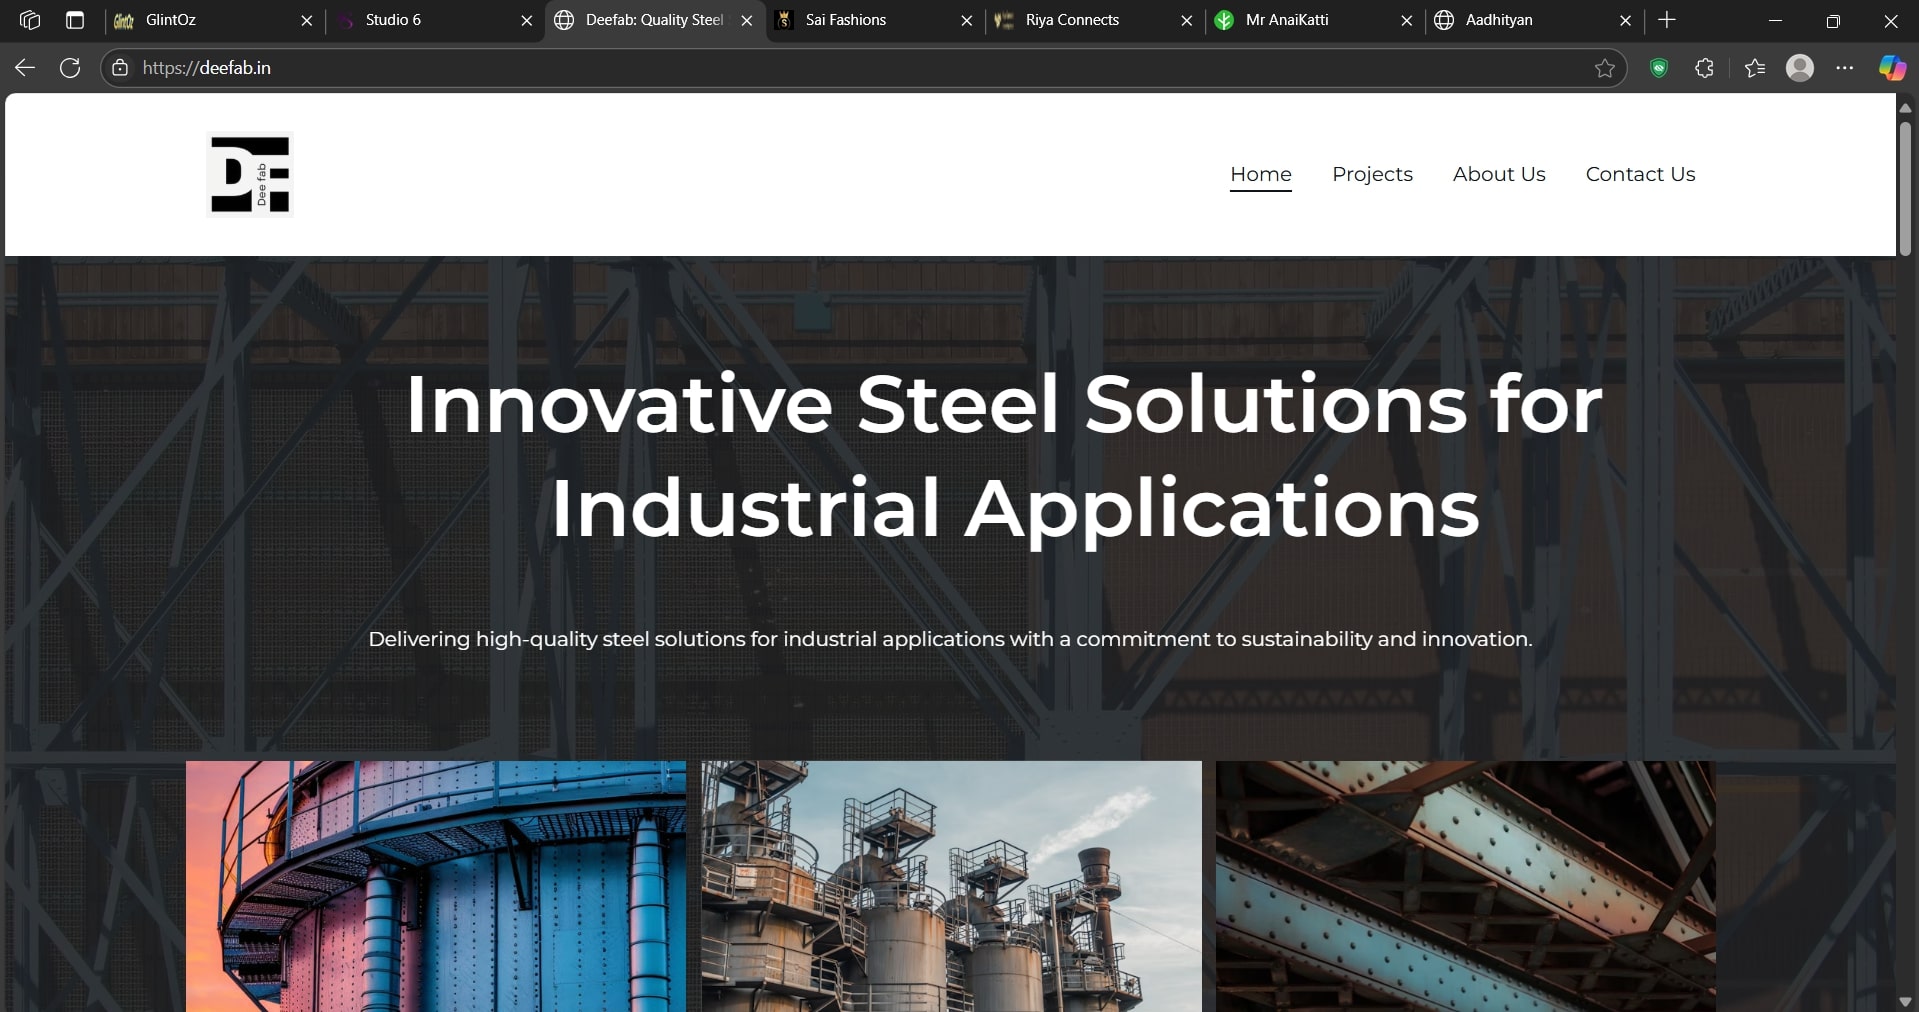 GlintOz
Studio 6
Deefab: Quality Steel
Sai Fashions
Riya Connects
Mr AnaiKatti
Aadhityan
https://deefab.in
Dee fab
Home
Projects
About Us
Contact Us
Innovative Steel Solutions for
Industrial Applications
Delivering high-quality steel solutions for industrial applications with a commitment to sustainability and innovation.